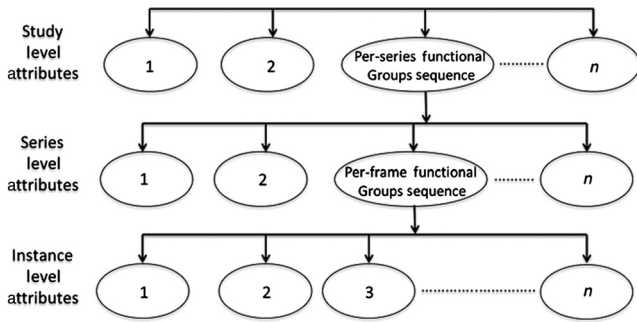 Study
level
attributes
1
2
Per-series functional
Groups sequence
n
Series
level
attributes
1
2
Per-frame functional
Groups sequence
n
Instance
level
attributes
1
2
3
n